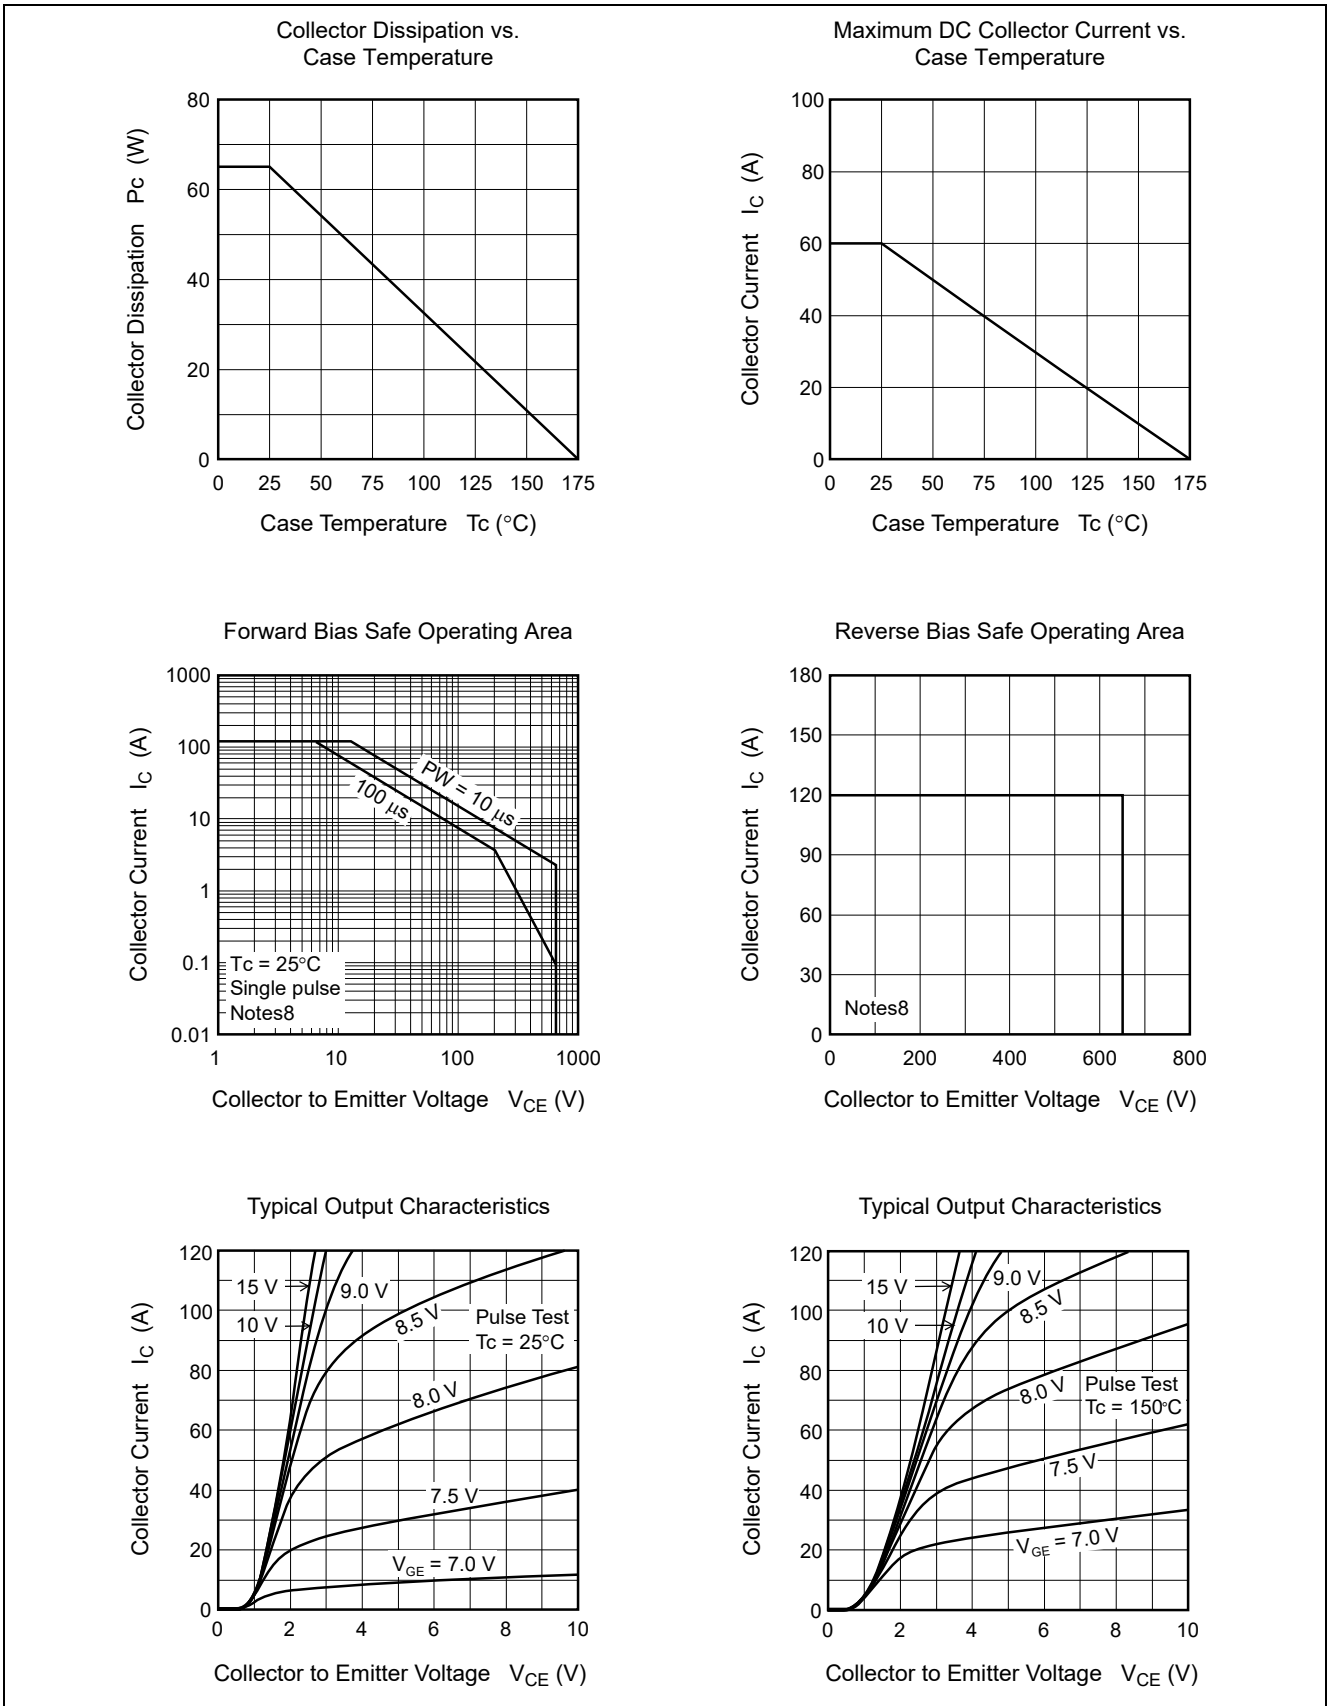 Collector Dissipation vs.
Case Temperature
Collector Dissipation Pc (W)
80
60
40
20
0
0 25 50 75 100 125 150 175
Case Temperature Tc (°C)
Maximum DC Collector Current vs.
Case Temperature
Collector Current IC (A)
100
80
60
40
20
0
0 25 50 75 100 125 150 175
Case Temperature Tc (°C)
Forward Bias Safe Operating Area
Collector Current IC (A)
1000
100
10
1
0.1
0.01
PW = 10 μs
100 μs
Tc = 25°C
Single pulse
Notes8
1 10 100 1000
Collector to Emitter Voltage VCE (V)
Reverse Bias Safe Operating Area
Collector Current IC (A)
180
150
120
90
60
30
0
Notes8
0 200 400 600 800
Collector to Emitter Voltage VCE (V)
Typical Output Characteristics
Collector Current IC (A)
120
100
80
60
40
20
0
15 V
10 V
9.0 V
8.5 V
Pulse Test
Tc = 25°C
8.0 V
7.5 V
VGE = 7.0 V
0 2 4 6 8 10
Collector to Emitter Voltage VCE (V)
Typical Output Characteristics
Collector Current IC (A)
120
100
80
60
40
20
0
15 V
10 V
9.0 V
8.5 V
8.0 V
Pulse Test
Tc = 150°C
7.5 V
VGE = 7.0 V
0 2 4 6 8 10
Collector to Emitter Voltage VCE (V)